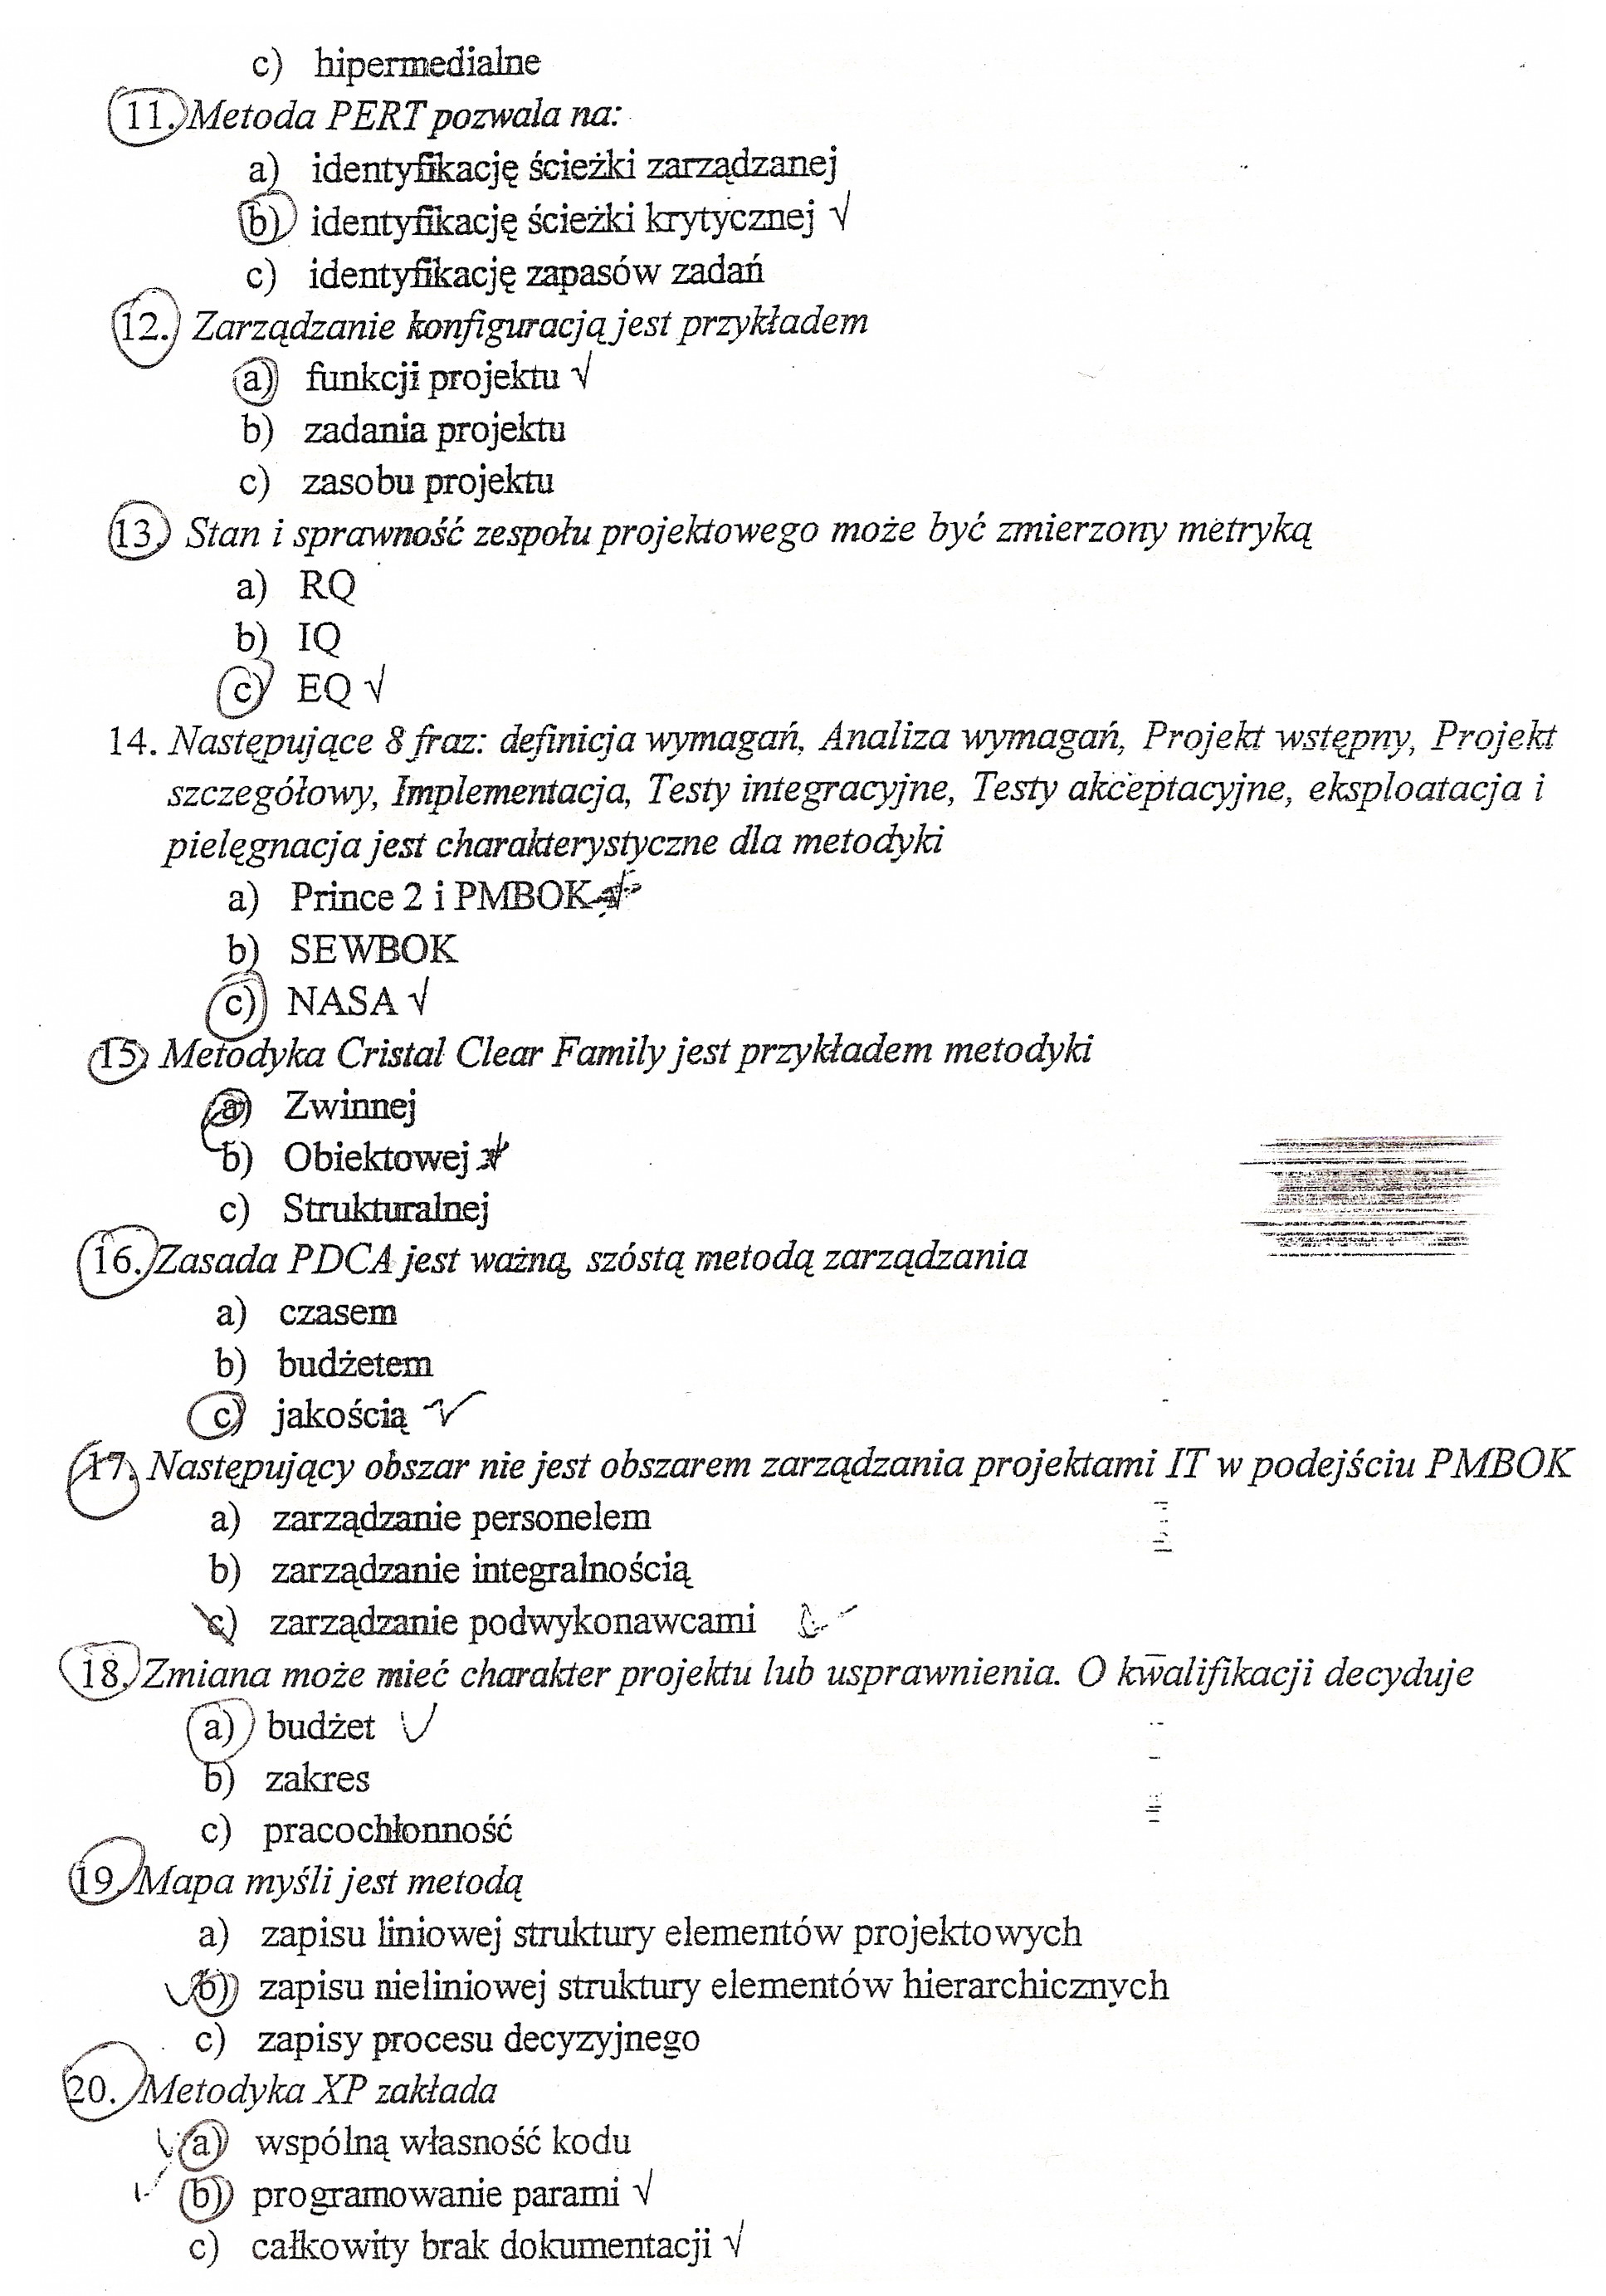 c) hipermedialne
11. Metoda PERT pozwala na:
a) identyfikację ścieżki zarządzanej
b) identyfikację ścieżki krytycznej √
c) identyfikację zapasów zadań
12. Zarządzanie konfiguracją jest przykładem
a) funkcji projektu √
b) zadania projektu
c) zasobu projektu
13. Stan i sprawność zespołu projektowego może być zmierzony metryką
a) RQ
b) IQ
c) EQ √
14. Następujące 8 fraz: definicja wymagań, Analiza wymagań, Projekt wstępny, Projekt
szczegółowy, Implementacja, Testy integracyjne, Testy akceptacyjne, eksploatacja i
pielęgnacja jest charakterystyczne dla metodyki
a) Prince 2 i PMBOK
b) SEWBOK
c) NASA √
15. Metodyka Cristal Clear Family jest przykładem metodyki
a) Zwinnej
b) Obiektowej
c) Strukturalnej
16. Zasada PDCA jest ważną, szóstą metodą zarządzania
a) czasem
b) budżetem
c) jakością √
17. Następujący obszar nie jest obszarem zarządzania projektami IT w podejściu PMBOK
a) zarządzanie personelem
b) zarządzanie integralnością
c) zarządzanie podwykonawcami
18. Zmiana może mieć charakter projektu lub usprawnienia. O kwalifikacji decyduje
a) budżet √
b) zakres
c) pracochłonność
19. Mapa myśli jest metodą
a) zapisu liniowej struktury elementów projektowych
b) zapisu nieliniowej struktury elementów hierarchicznych
c) zapisy procesu decyzyjnego
20. Metodyka XP zakłada
a) wspólną własność kodu
b) programowanie parami √
c) całkowity brak dokumentacji √